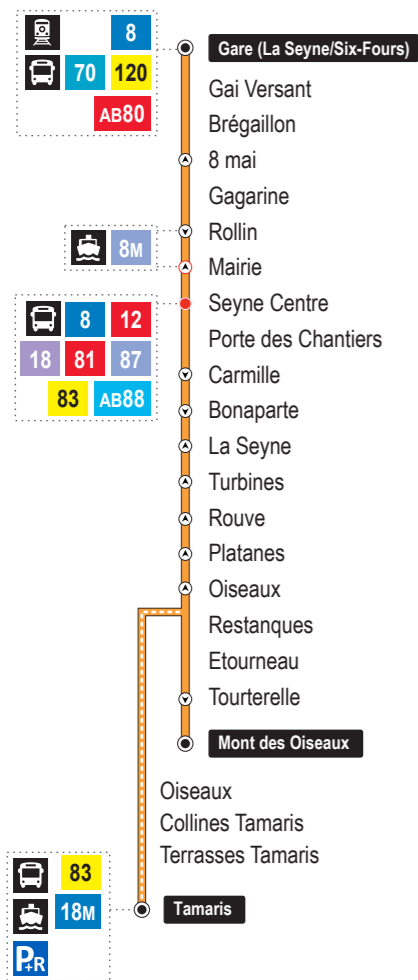 8
Gare (La Seyne/Six-Fours)
70 120
AB80
Gai Versant
Brégaillon
8 mai
Gagarine
Rollin
8M
Mairie
Seyne Centre
8 12
18 81 87
83 AB88
Porte des Chantiers
Carmille
Bonaparte
La Seyne
Turbines
Rouve
Platanes
Oiseaux
Restanques
Etourneau
Tourterelle
Mont des Oiseaux
Oiseaux
Collines Tamaris
Terrasses Tamaris
83
18M
P+R
Tamaris